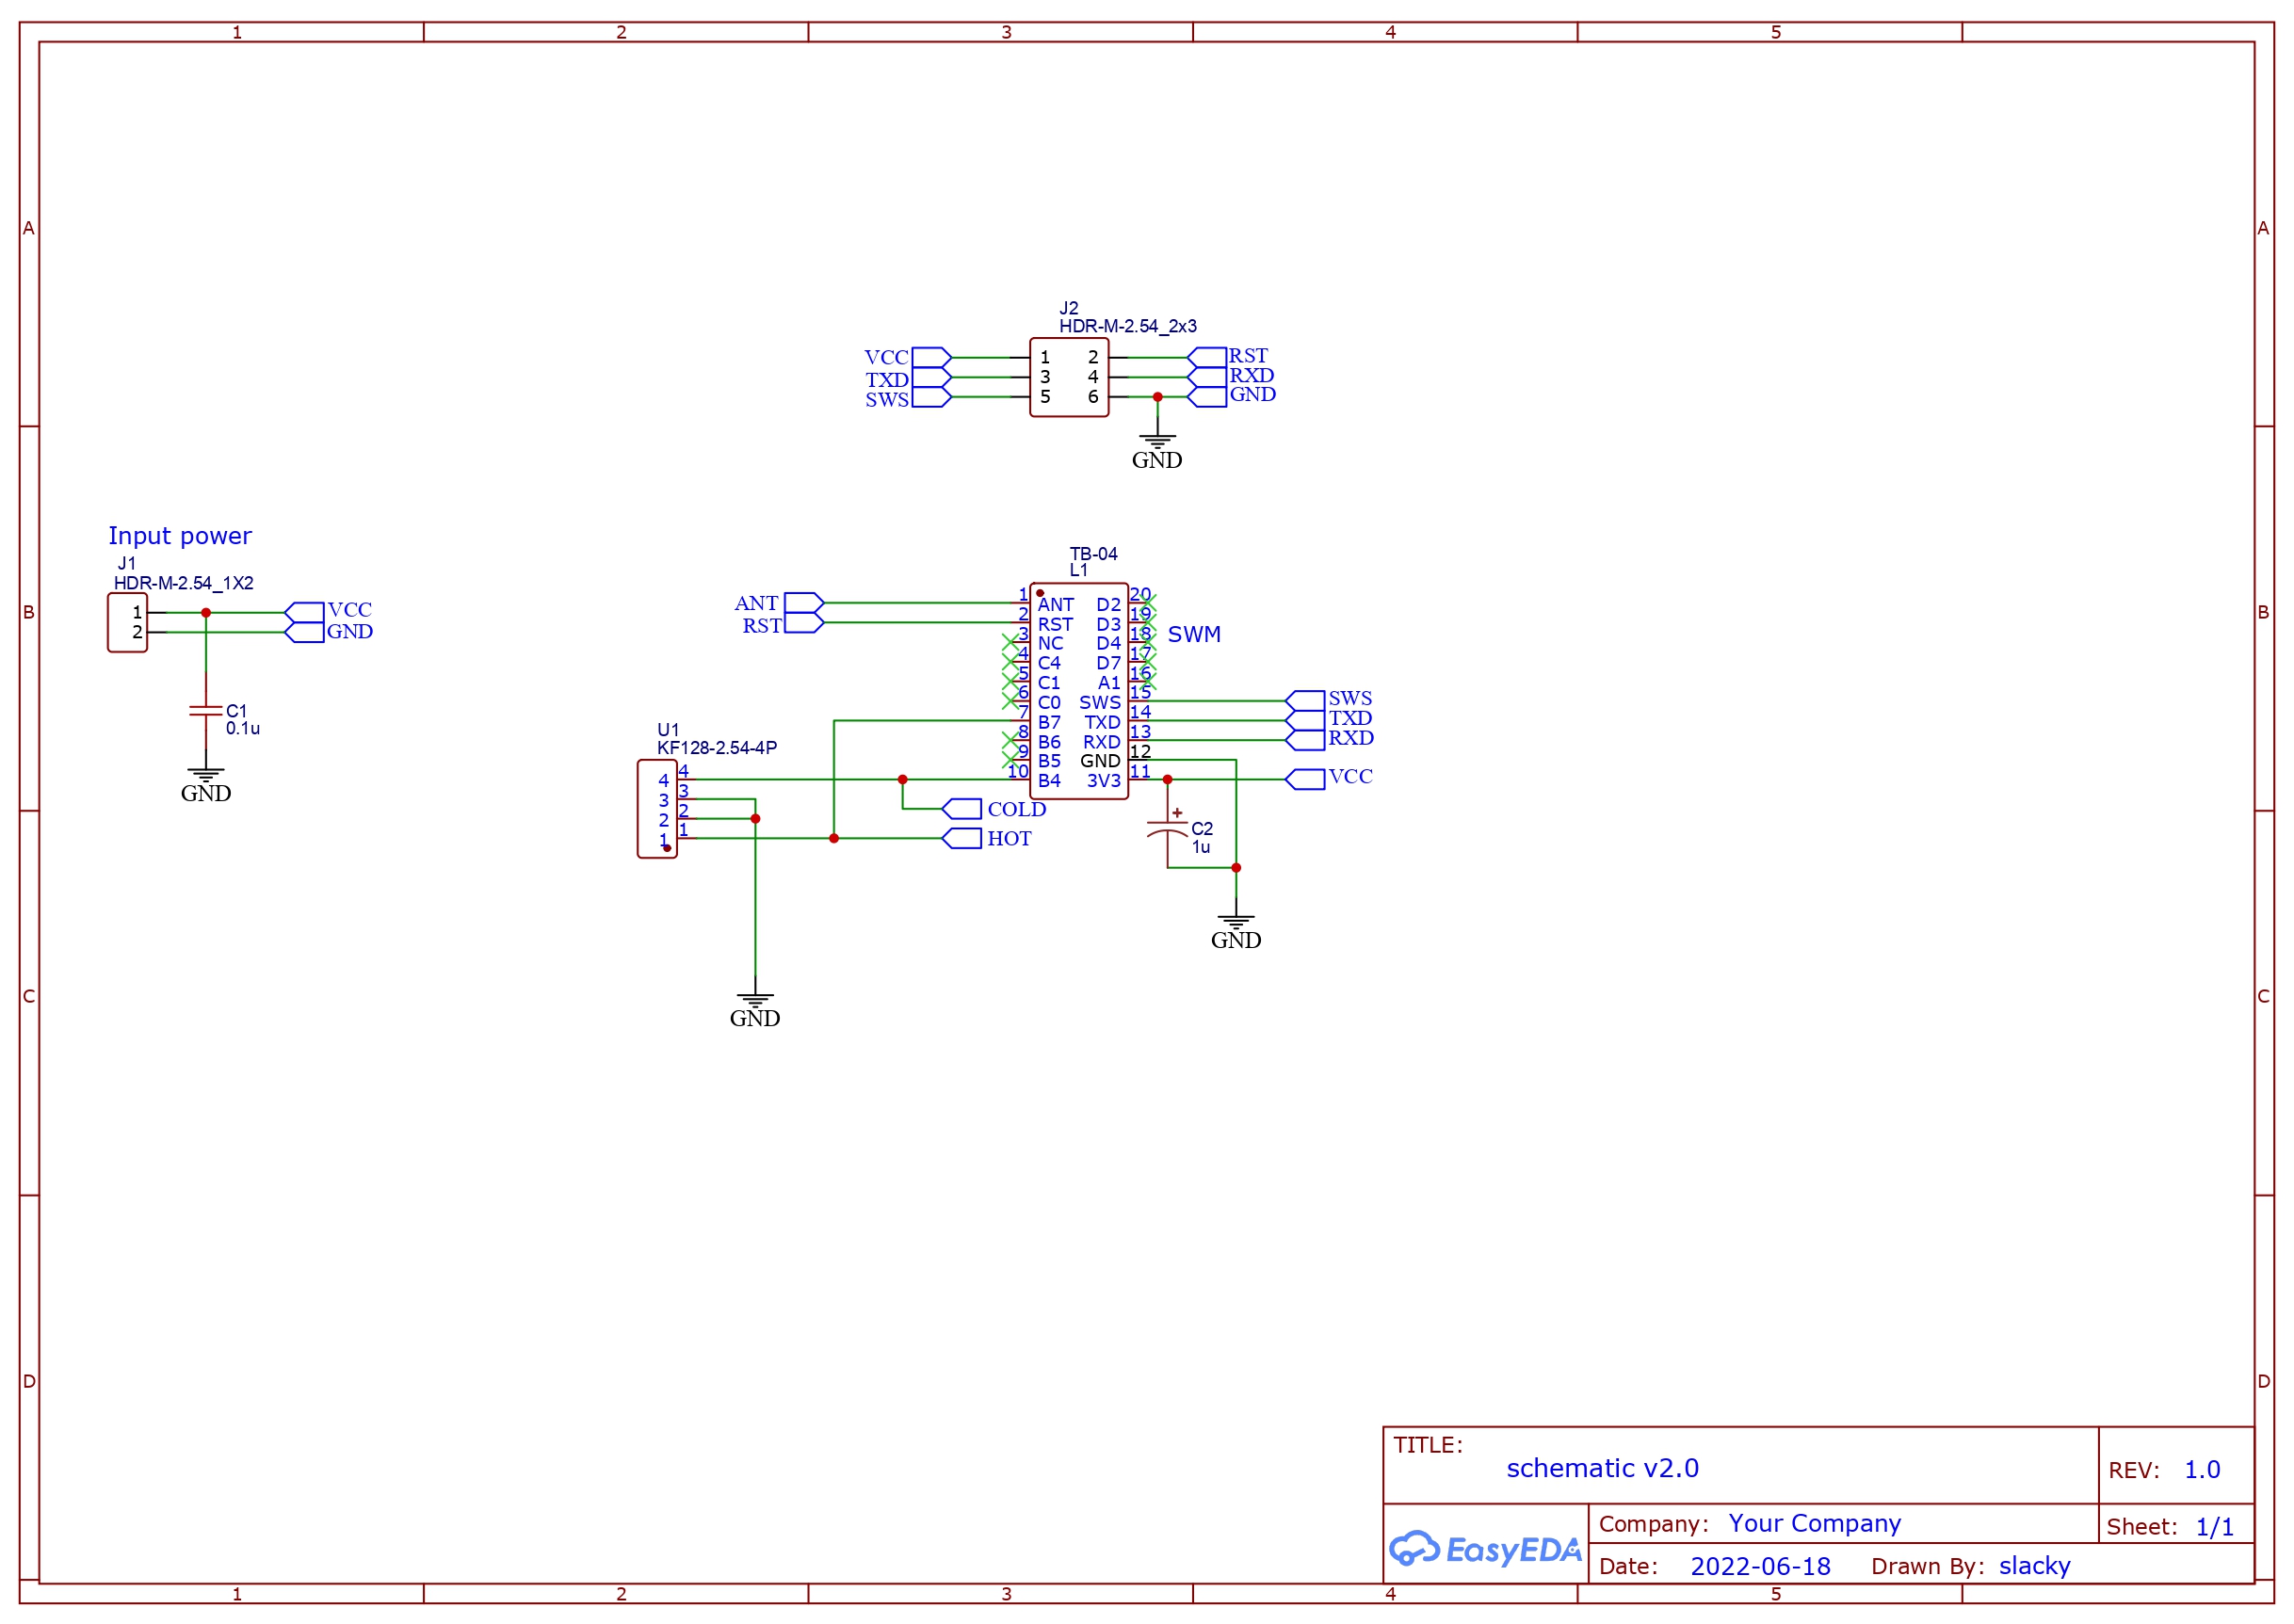 1 2 3 4 5
A A
J2
HDR-M-2.54_2x3
VCC 1 2 RST
TXD 3 4 RXD
SWS 5 6 GND
GND
Input power
J1
HDR-M-2.54_1X2
1 VCC
2 GND
C1
0.1u
GND
B B
TB-04
L1
ANT 1 ANT D2 20
RST 2 RST D3 19
3 NC D4 18 SWM
4 C4 D7 17
5 C1 A1 16
6 C0 SWS 15 SWS
7 B7 TXD 14 TXD
8 B6 RXD 13 RXD
9 B5 GND 12
10 B4 3V3 11 VCC
U1
KF128-2.54-4P
4 4
3 3
2 2
1 1
COLD
HOT
C2
1u
GND
GND
C C
D D
TITLE:
schematic v2.0
REV: 1.0
EasyEDA
Company: Your Company
Sheet: 1/1
Date: 2022-06-18 Drawn By: slacky
1 2 3 4 5